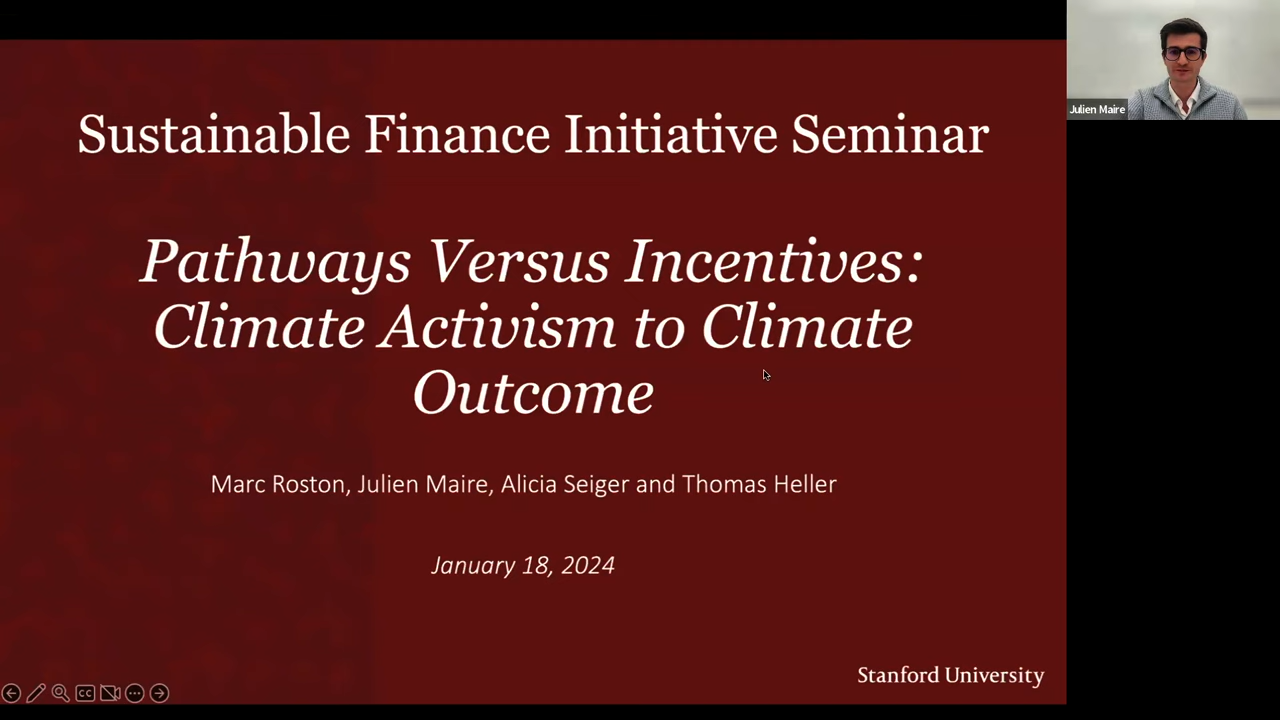 Sustainable Finance Initiative Seminar
Pathways Versus Incentives:
Climate Activism to Climate
Outcome
Marc Roston, Julien Maire, Alicia Seiger and Thomas Heller
January 18, 2024
Stanford University
Julien Maire
CC